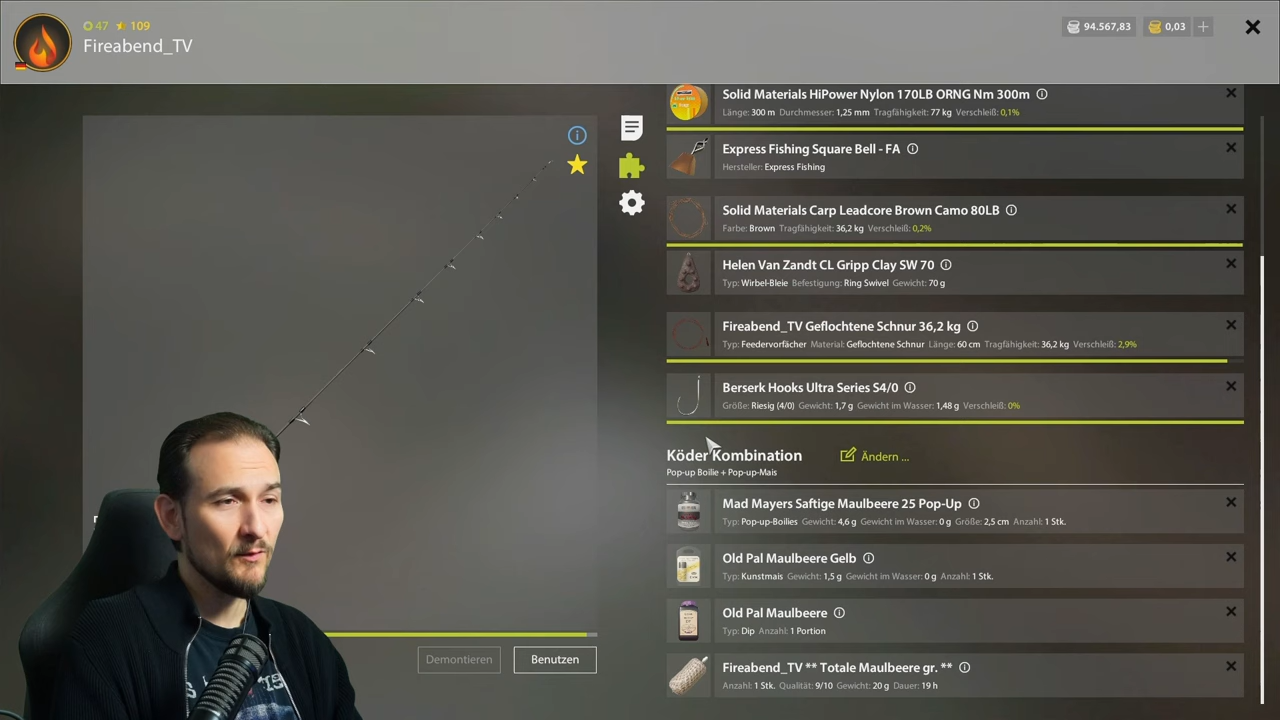 47 109
Fireabend_TV
94.567,83
0,03
Solid Materials HiPower Nylon 170LB ORNG Nm 300m
Länge: 300 m Durchmesser: 1,25 mm Tragfähigkeit: 77 kg Verschleiß: 0,1%
Express Fishing Square Bell - FA
Hersteller: Express Fishing
Solid Materials Carp Leadcore Brown Camo 80LB
Farbe: Brown Tragfähigkeit: 36,2 kg Verschleiß: 0,2%
Helen Van Zandt CL Gripp Clay SW 70
Typ: Wirbel-Bleie Befestigung: Ring Swivel Gewicht: 70 g
Fireabend_TV Geflochtene Schnur 36,2 kg
Typ: Feedervorfächer Material: Geflochtene Schnur Länge: 60 cm Tragfähigkeit: 36,2 kg Verschleiß: 2,9%
Berserk Hooks Ultra Series S4/0
Größe: Riesig (4/0) Gewicht: 1,7 g Gewicht im Wasser: 1,48 g Verschleiß: 0%
Köder Kombination
Ändern ...
Pop-up Boilie + Pop-up-Mais
Mad Mayers Saftige Maulbeere 25 Pop-Up
Typ: Pop-up-Boilies Gewicht: 4,6 g Gewicht im Wasser: 0 g Größe: 2,5 cm Anzahl: 1 Stk.
Old Pal Maulbeere Gelb
Typ: Kunstmais Gewicht: 1,5 g Gewicht im Wasser: 0 g Anzahl: 1 Stk.
Old Pal Maulbeere
Typ: Dip Anzahl: 1 Portion
Fireabend_TV ** Totale Maulbeere gr. **
Anzahl: 1 Stk. Qualität: 9/10 Gewicht: 20 g Dauer: 19 h
Demontieren
Benutzen